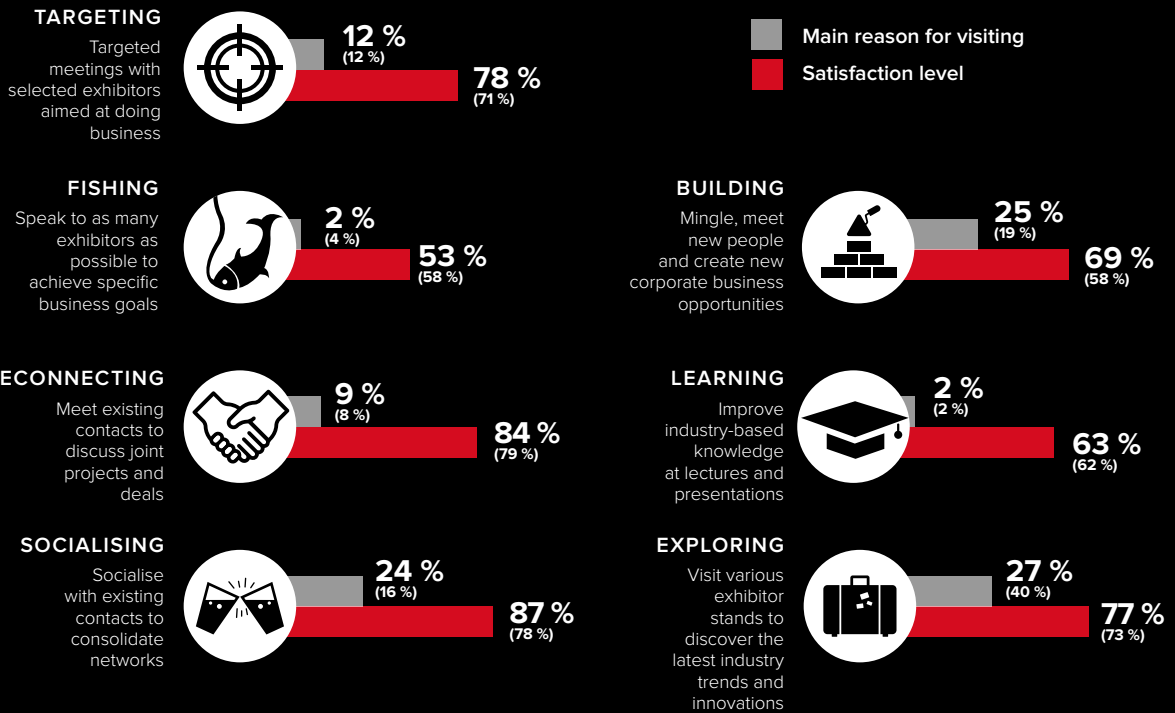 TARGETING
Targeted
meetings with
selected exhibitors
aimed at doing
business
12 %
(12 %)
78 %
(71 %)
Main reason for visiting
Satisfaction level
FISHING
Speak to as many
exhibitors as
possible to
achieve specific
business goals
2 %
(4 %)
53 %
(58 %)
BUILDING
Mingle, meet
new people
and create new
corporate business
opportunities
25 %
(19 %)
69 %
(58 %)
ECONNECTING
Meet existing
contacts to
discuss joint
projects and
deals
9 %
(8 %)
84 %
(79 %)
LEARNING
Improve
industry-based
knowledge
at lectures and
presentations
2 %
(2 %)
63 %
(62 %)
SOCIALISING
Socialise
with existing
contacts to
consolidate
networks
24 %
(16 %)
87 %
(78 %)
EXPLORING
Visit various
exhibitor
stands to
discover the
latest industry
trends and
innovations
27 %
(40 %)
77 %
(73 %)